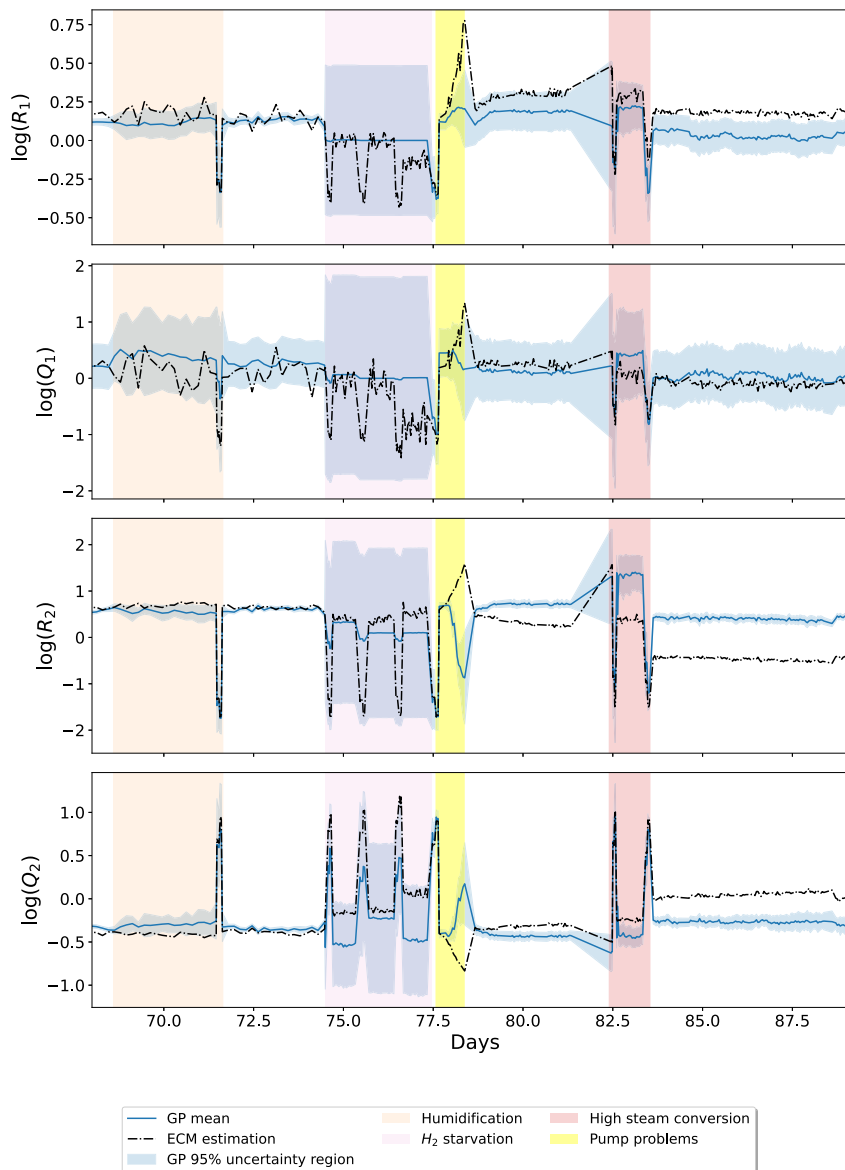 0.75
0.50
0.25
0.00
−0.25
−0.50
log(R₁)
2
1
0
−1
−2
log(Q₁)
2
1
0
−1
−2
log(R₂)
1.0
0.5
0.0
−0.5
−1.0
log(Q₂)
70.0 72.5 75.0 77.5 80.0 82.5 85.0 87.5
Days
GP mean Humidification High steam conversion
ECM estimation H₂ starvation Pump problems
GP 95% uncertainty region